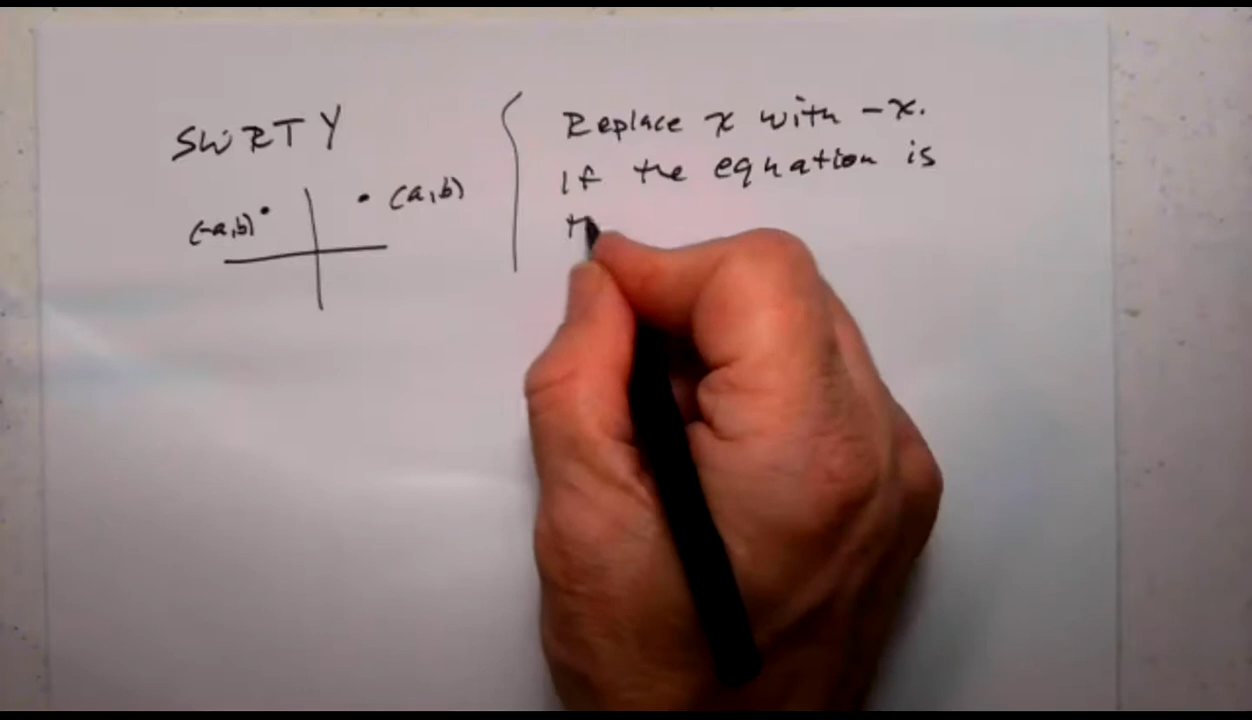 SWRTY
(-a,b)
(a,b)
Replace x with -x.
If the equation is